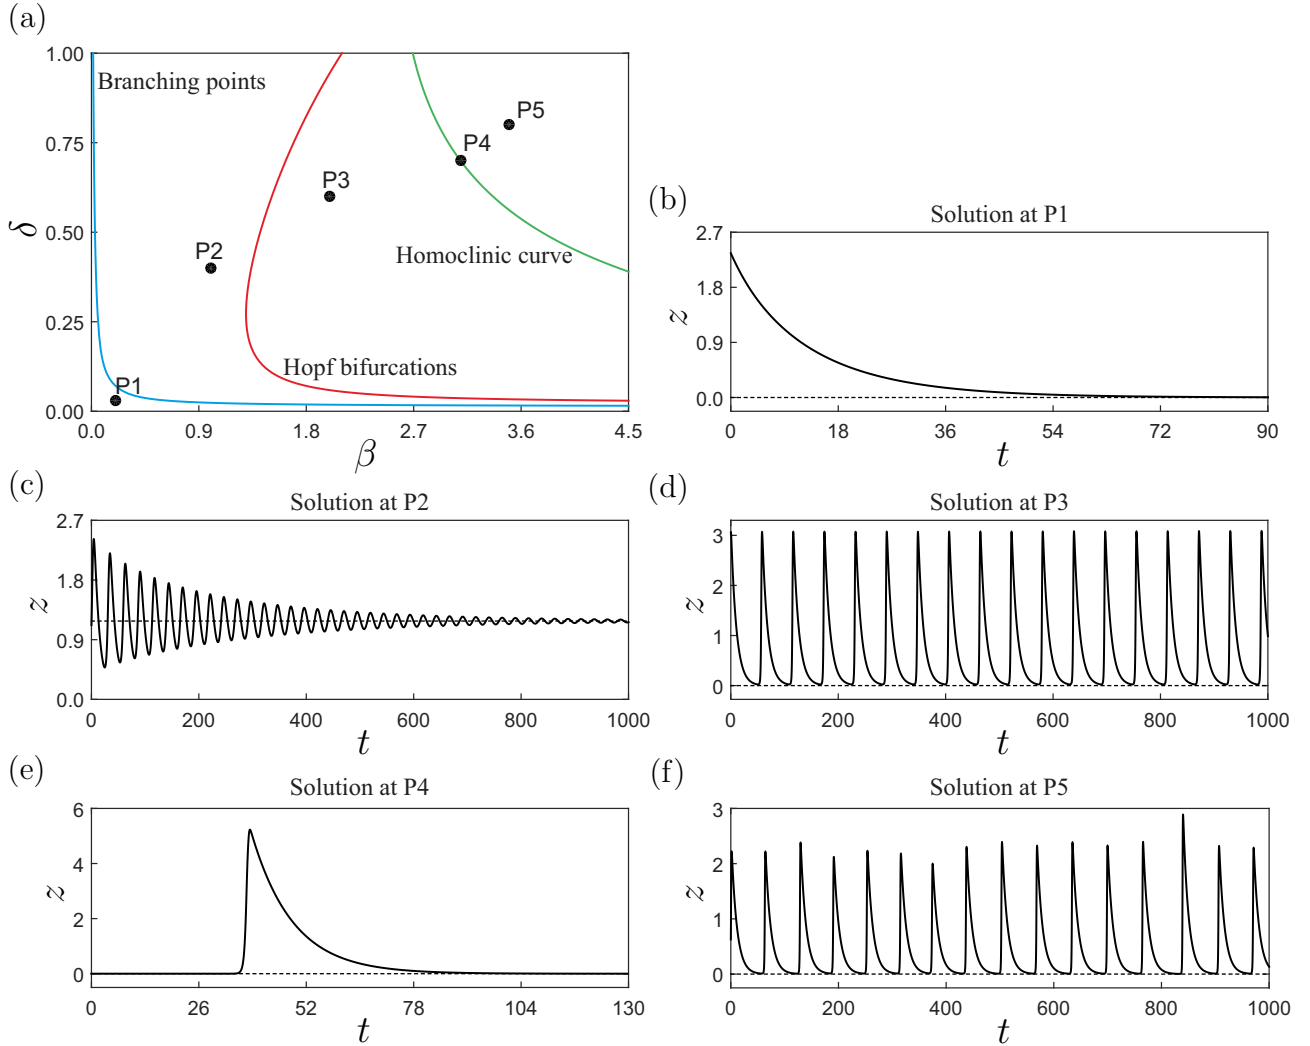 (a)
1.00
0.75
0.50
0.25
0.00
δ
Branching points
P5
P4
P3
P2
P1
Homoclinic curve
Hopf bifurcations
0.0 0.9 1.8 2.7 3.6 4.5
β
(b)
Solution at P1
2.7
1.8
0.9
0.0
z
0 18 36 54 72 90
t
(c)
Solution at P2
2.7
1.8
0.9
0.0
z
0 200 400 600 800 1000
t
(d)
Solution at P3
3
2
1
0
z
0 200 400 600 800 1000
t
(e)
Solution at P4
6
4
2
0
z
0 26 52 78 104 130
t
(f)
Solution at P5
3
2
1
0
z
0 200 400 600 800 1000
t